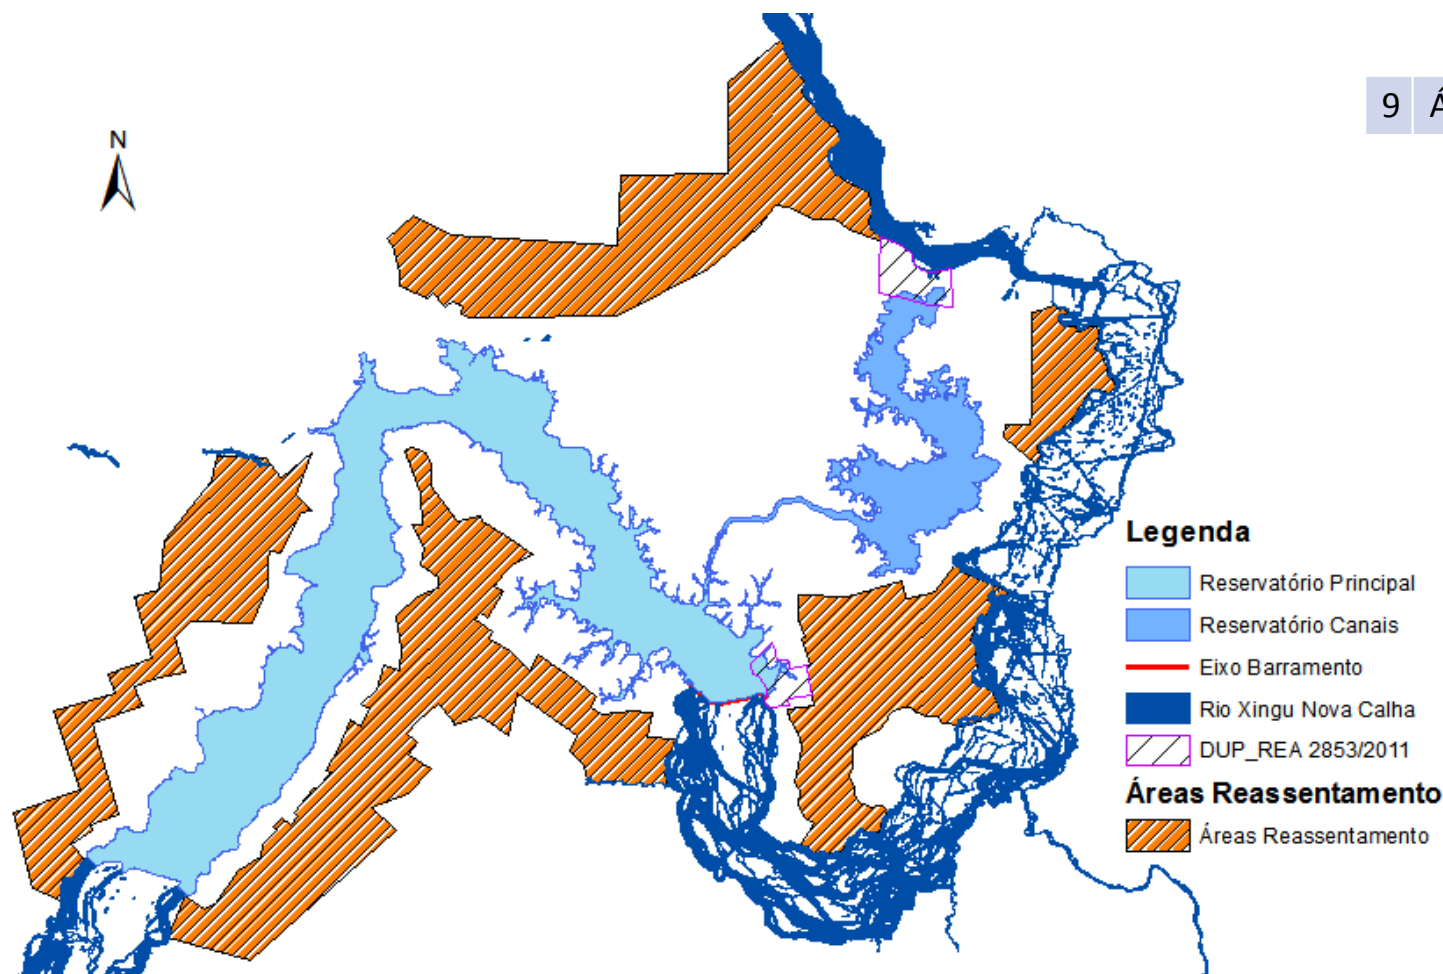 N
9 Á
Legenda
Reservatório Principal
Reservatório Canais
Eixo Barramento
Rio Xingu Nova Calha
DUP_REA 2853/2011
Áreas Reassentamento
Áreas Reassentamento